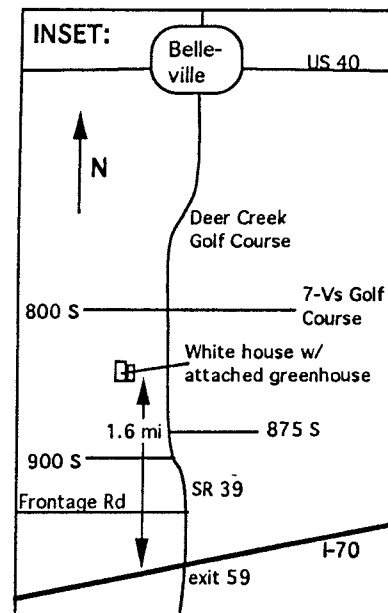 INSET:
Belle-
ville
US 40
N
Deer Creek
Golf Course
800 S
7-Vs Golf
Course
White house w/
attached greenhouse
1.6 mi
875 S
900 S
SR 39
Frontage Rd
I-70
exit 59